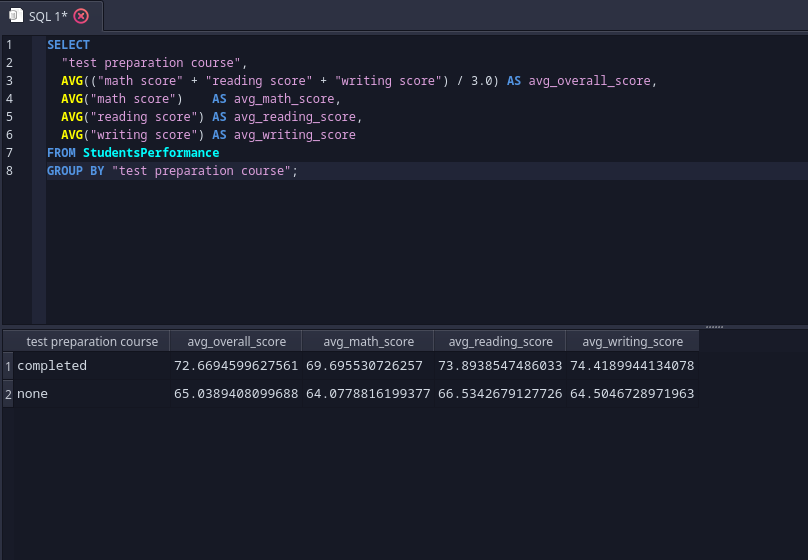 SQL 1*
1 SELECT
2 "test preparation course",
3 AVG(("math score" + "reading score" + "writing score") / 3.0) AS avg_overall_score,
4 AVG("math score")    AS avg_math_score,
5 AVG("reading score") AS avg_reading_score,
6 AVG("writing score") AS avg_writing_score
7 FROM StudentsPerformance
8 GROUP BY "test preparation course";
test preparation course avg_overall_score avg_math_score avg_reading_score avg_writing_score
1 completed 72.6694599627561 69.695530726257 73.8938547486033 74.4189944134078
2 none 65.0389408099688 64.0778816199377 66.5342679127726 64.5046728971963